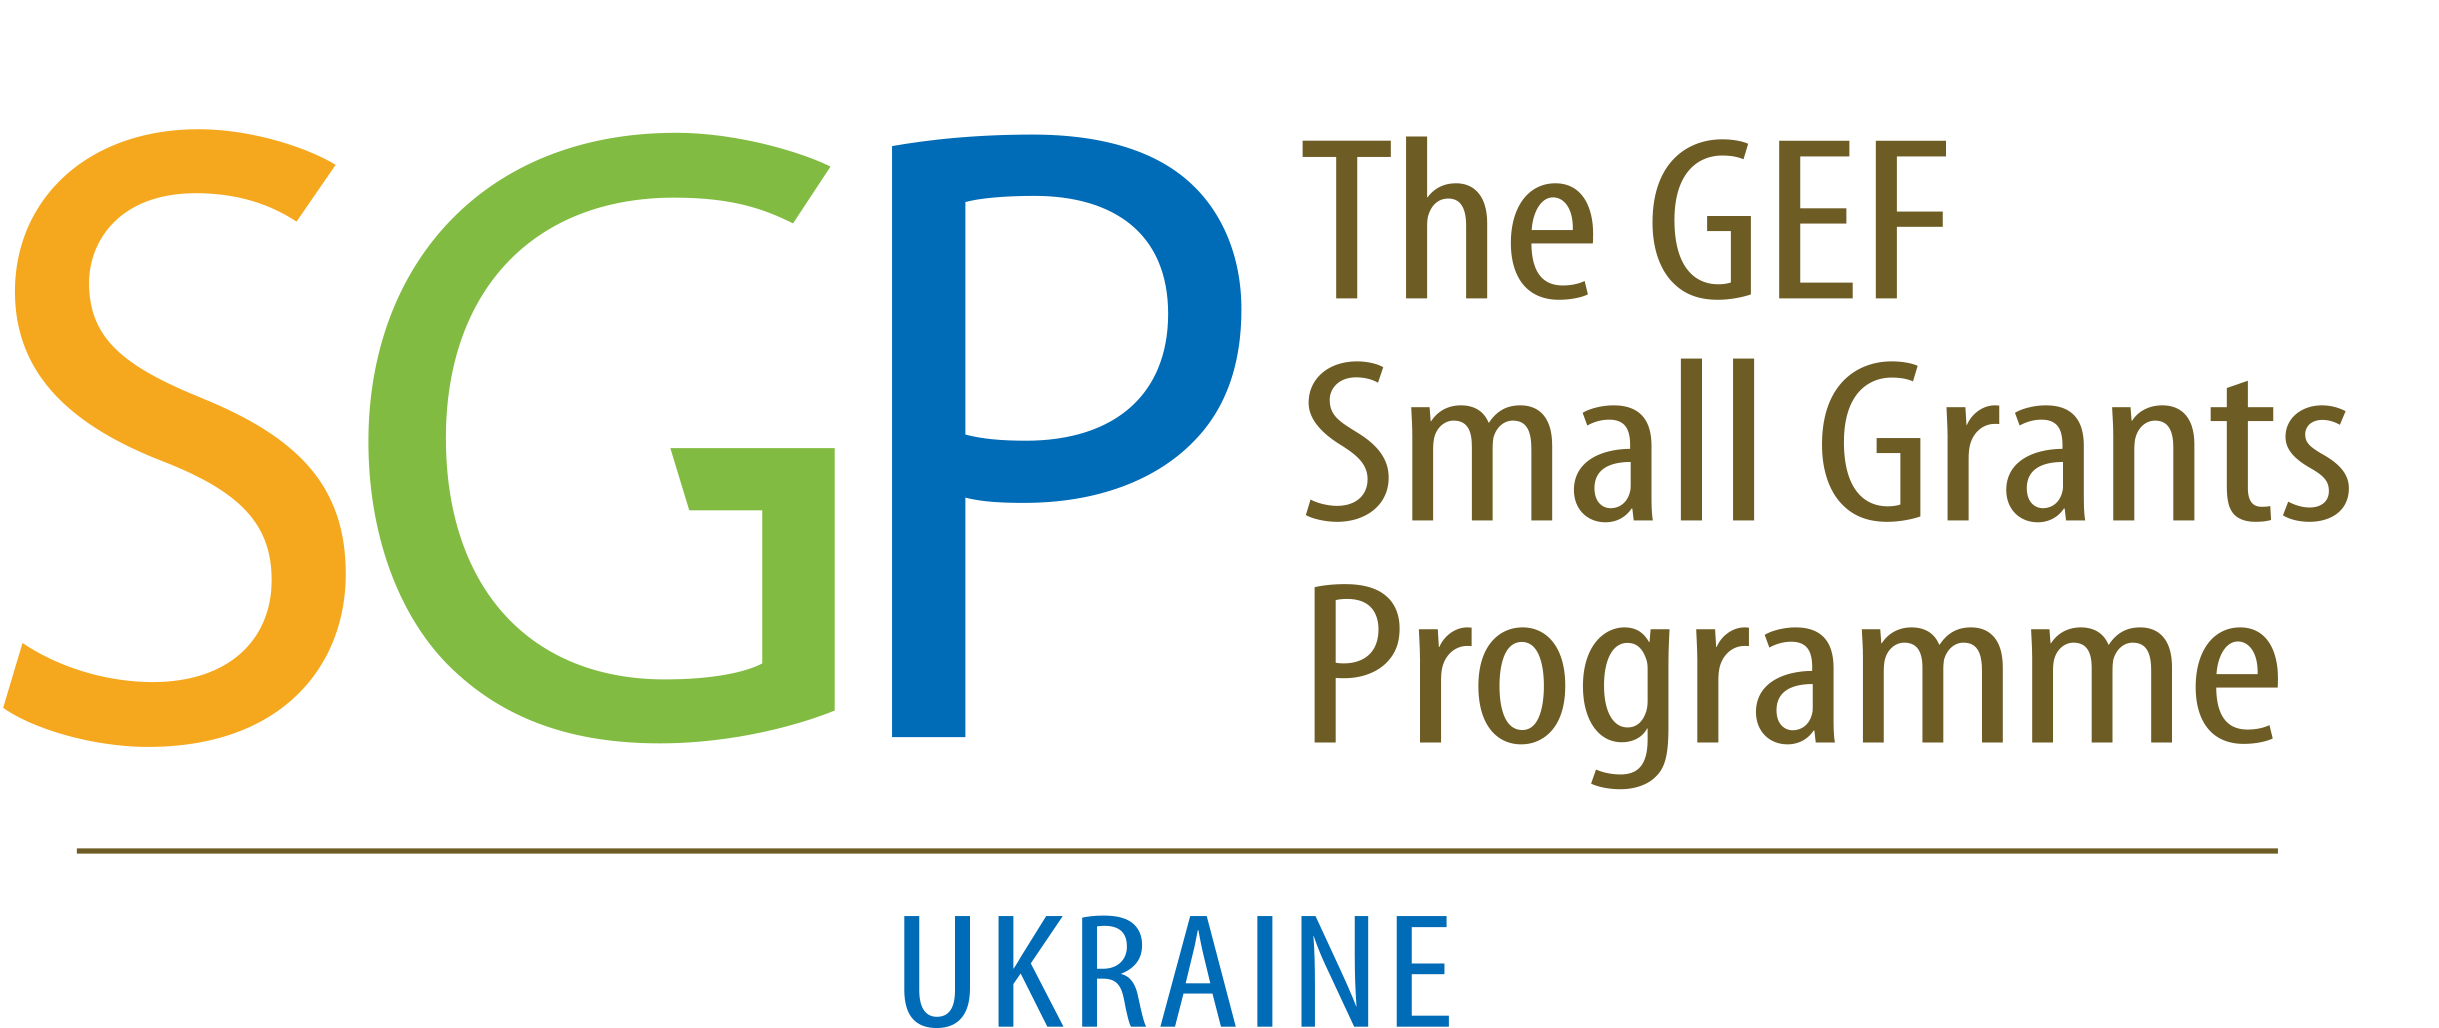 SGP
The GEF
Small Grants
Programme
UKRAINE